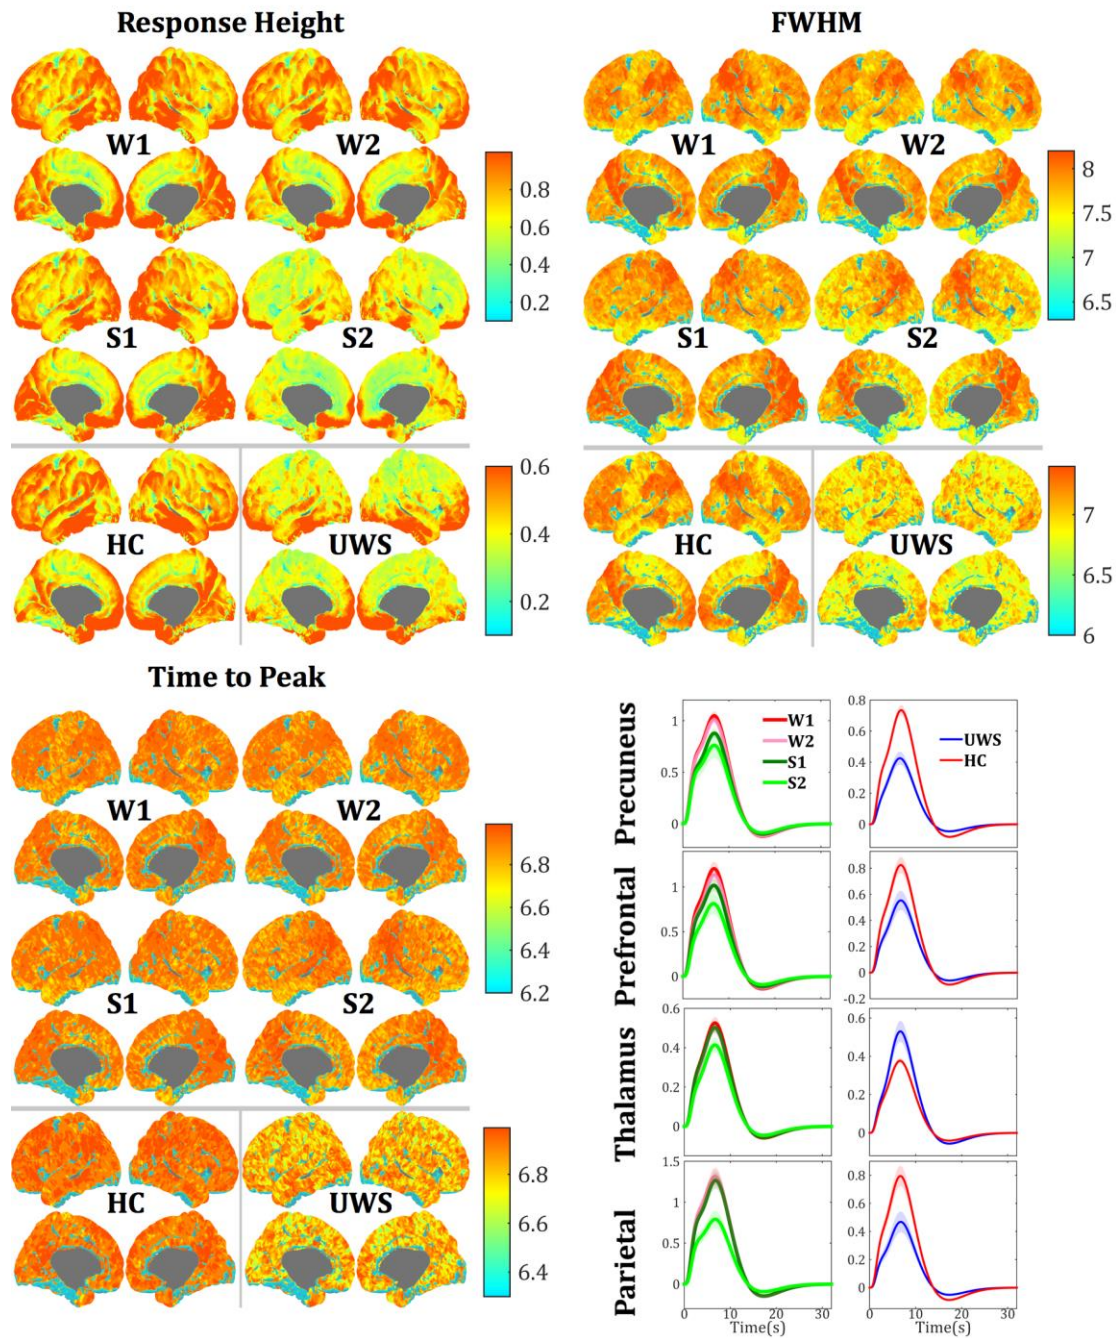 Response Height
W1
W2
0.8
0.6
0.4
0.2
S1
S2
HC
UWS
0.6
0.4
0.2
FWHM
W1
W2
8
7.5
7
6.5
S1
S2
HC
UWS
7
6.5
6
Time to Peak
W1
W2
6.8
6.6
6.4
6.2
S1
S2
HC
UWS
6.8
6.6
6.4
Precuneus
1
0.5
0
W1
W2
S1
S2
0.8
0.6
0.4
0.2
0
UWS
HC
Prefrontal
1
0.5
0
0.8
0.6
0.4
0.2
0
-0.2
Thalamus
0.6
0.4
0.2
0
0.6
0.4
0.2
0
Parietal
1.5
1
0.5
0
0 10 20 30
Time(s)
0.8
0.6
0.4
0.2
0
0 10 20 30
Time(s)